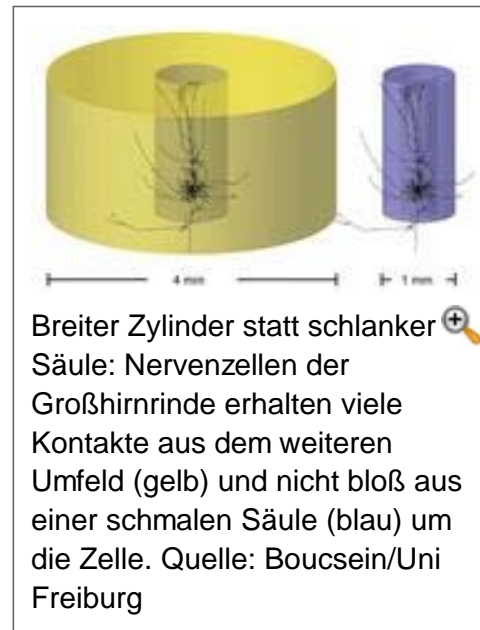 4 mm 1 mm
Breiter Zylinder statt schlanker
Säule: Nervenzellen der
Großhirnrinde erhalten viele
Kontakte aus dem weiteren
Umfeld (gelb) und nicht bloß aus
einer schmalen Säule (blau) um
die Zelle. Quelle: Boucsein/Uni
Freiburg